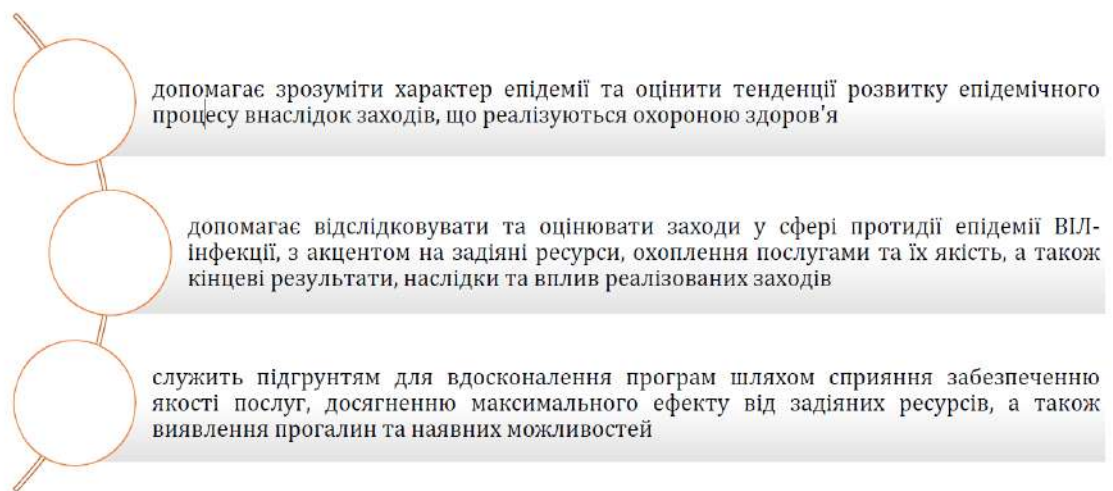 допомагає зрозуміти характер епідемії та оцінити тенденції розвитку епідемічного
процесу внаслідок заходів, що реалізуються охороною здоров'я
допомагає відслідковувати та оцінювати заходи у сфері протидії епідемії ВІЛ-
інфекції, з акцентом на задіяні ресурси, охоплення послугами та їх якість, а також
кінцеві результати, наслідки та вплив реалізованих заходів
служить підгрунтям для вдосконалення програм шляхом сприяння забезпеченню
якості послуг, досягненню максимального ефекту від задіяних ресурсів, а також
виявлення прогалин та наявних можливостей